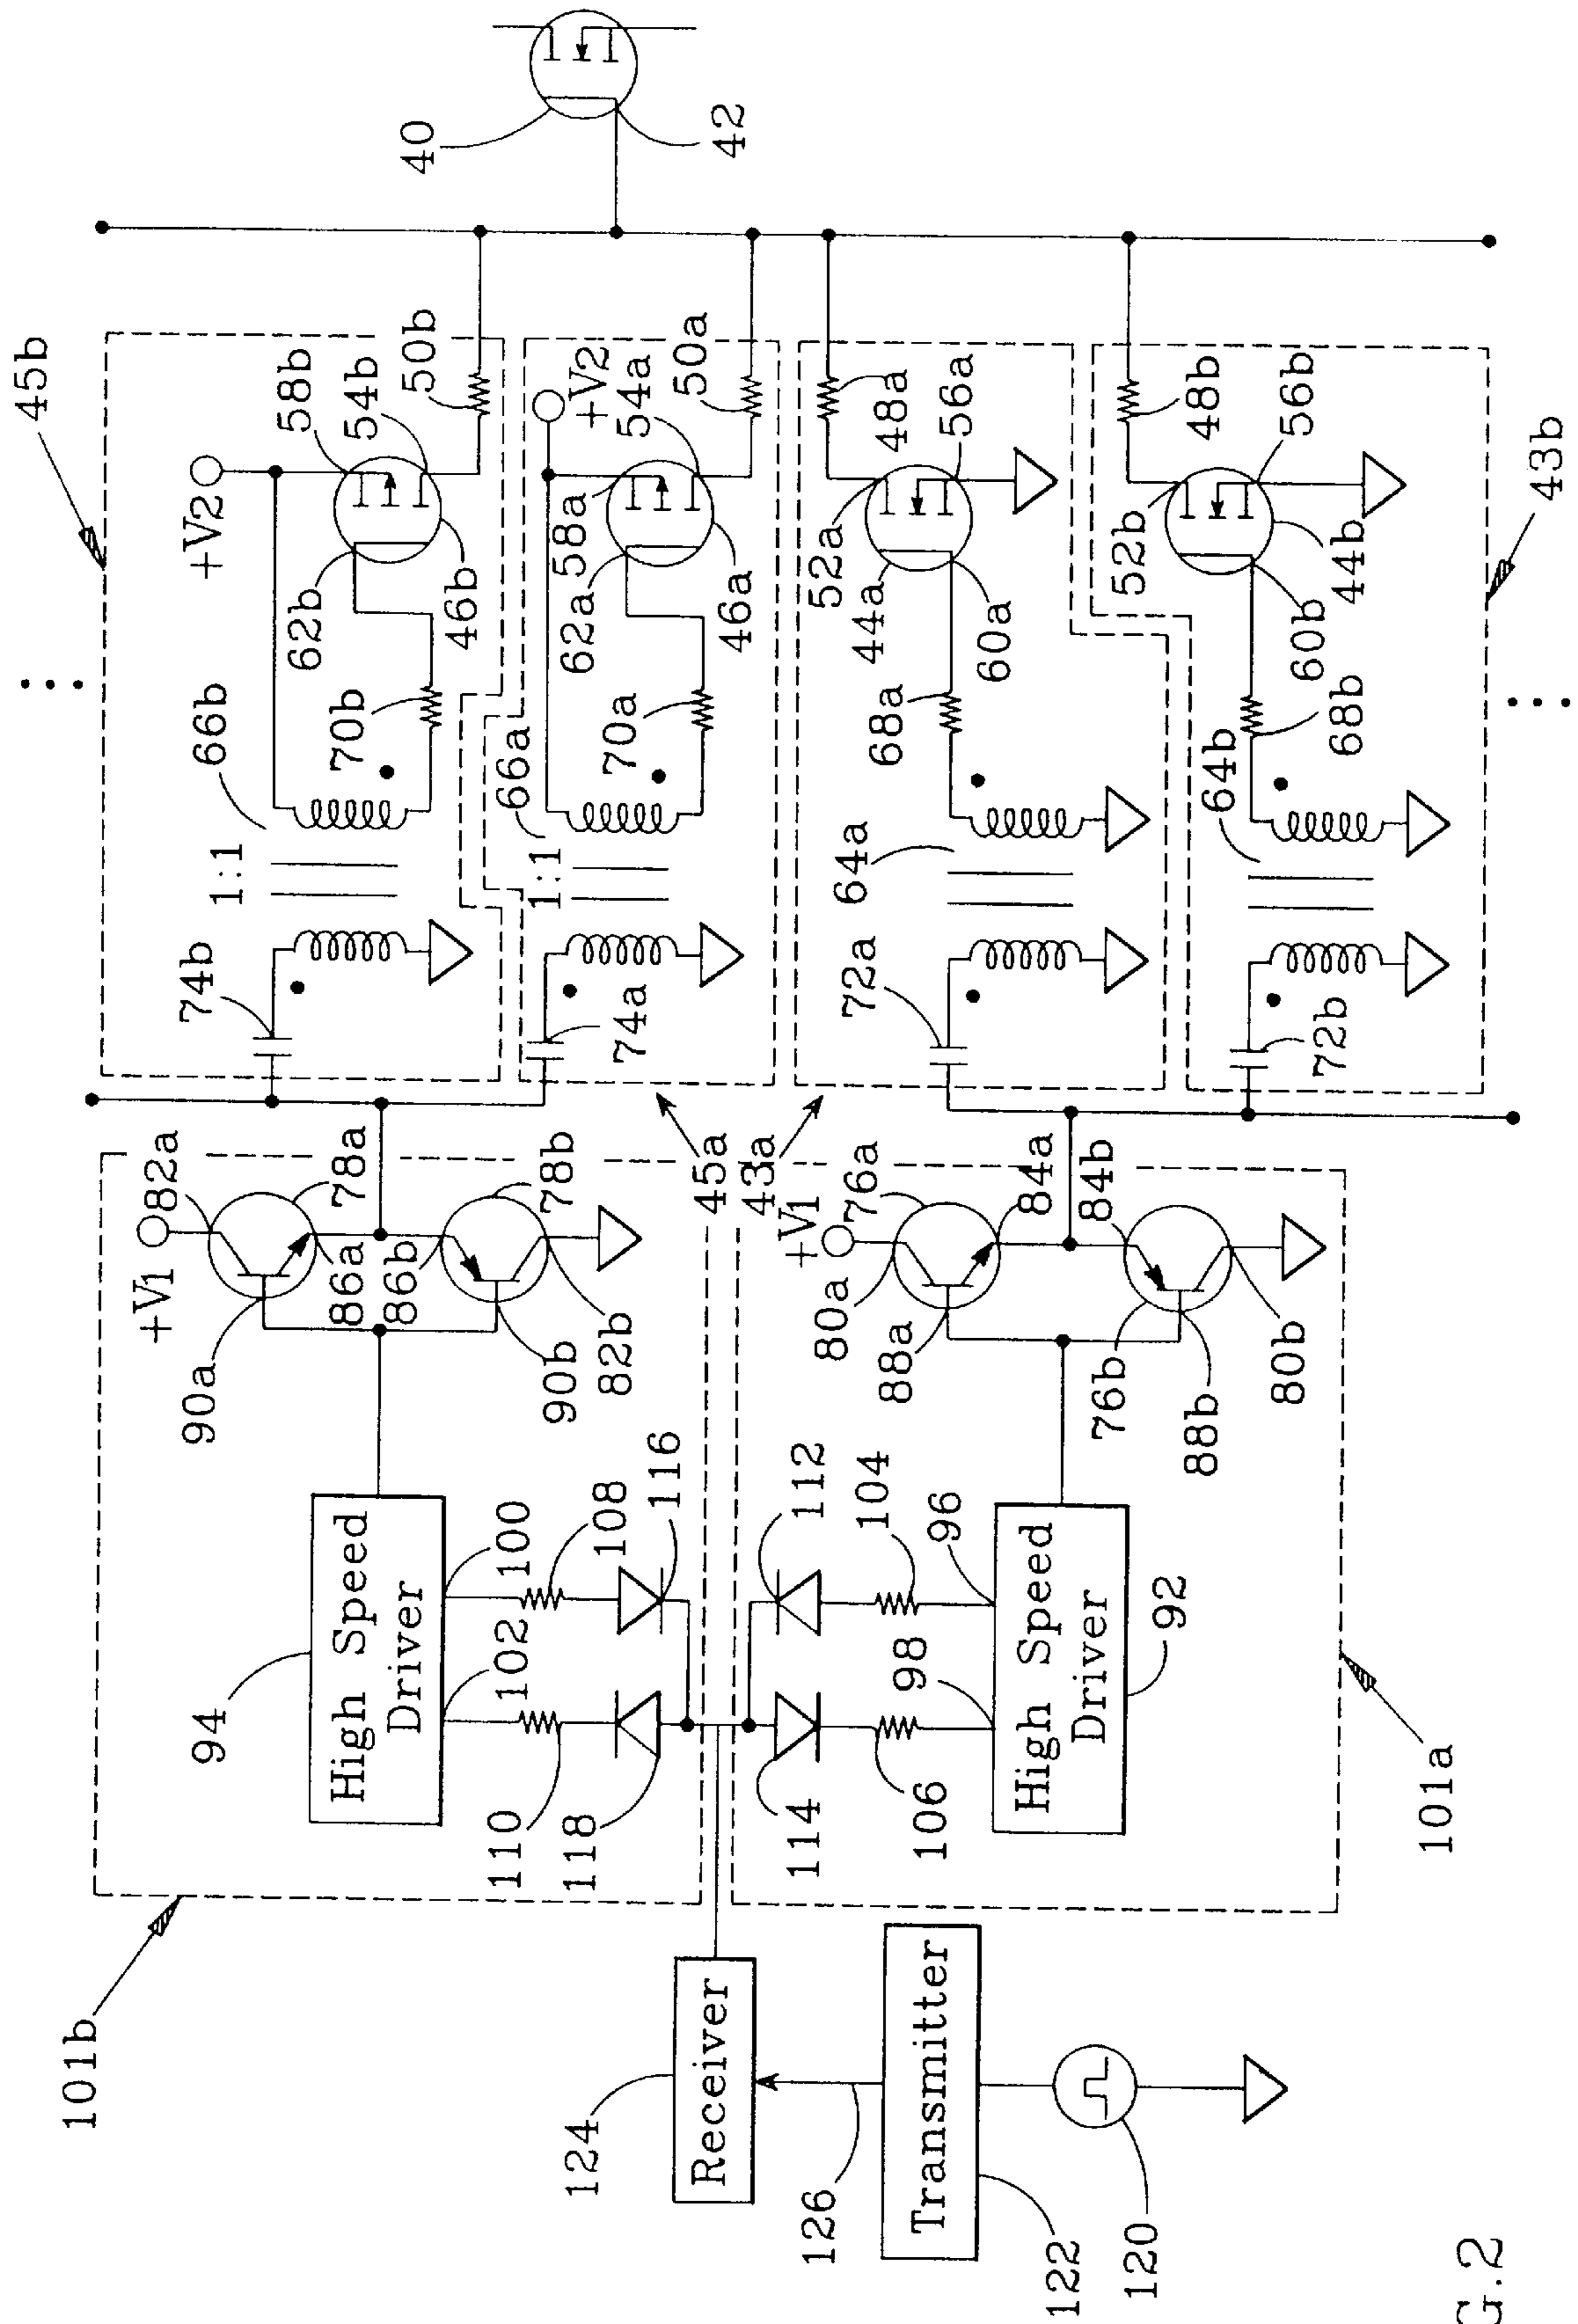 101b
94
High Speed
Driver
102
100
110
108
118
116
90a
+V1
82a
78a
86a
86b
78b
90b
82b
74b
1:1
66b
+V2
62b
70b
46b
58b
54b
50b
45b
74a
1:1
66a
+V2
62a
58a
70a
46a
54a
50a
45a
40
42
124
Receiver
126
Transmitter
122
120
114
112
106
104
98
96
High Speed
Driver
92
101a
43a
+V1
76a
80a
88a
84a
84b
76b
88b
80b
72a
64a
68a
44a
60a
52a
48a
56a
72b
64b
68b
60b
44b
52b
48b
56b
43b
G.2